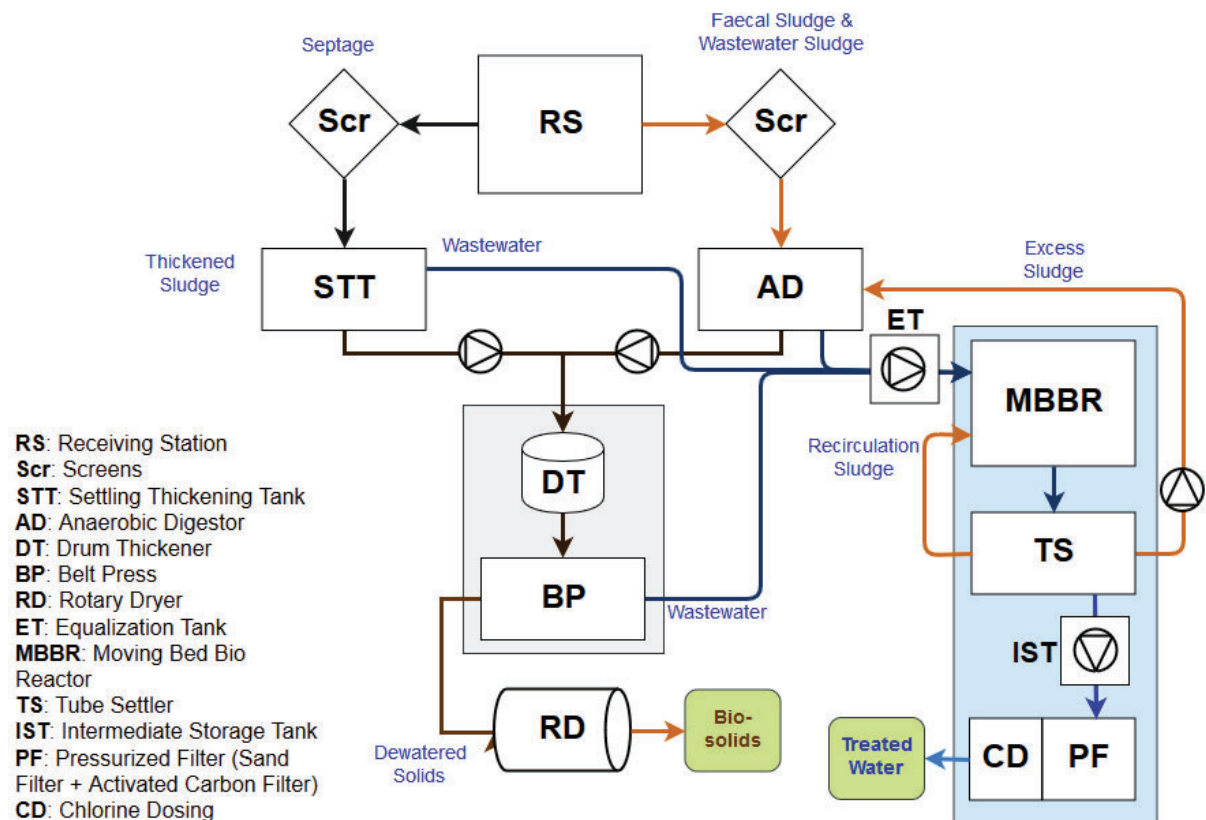 Septage
Faecal Sludge &
Wastewater Sludge
Scr
RS
Scr
Thickened
Sludge
STT
Wastewater
AD
Excess
Sludge
ET
MBBR
Recirculation
Sludge
DT
TS
BP
Wastewater
IST
Dewatered
Solids
RD
Bio-
solids
Treated
Water
CD
PF
RS: Receiving Station
Scr: Screens
STT: Settling Thickening Tank
AD: Anaerobic Digestor
DT: Drum Thickener
BP: Belt Press
RD: Rotary Dryer
ET: Equalization Tank
MBBR: Moving Bed Bio
Reactor
TS: Tube Settler
IST: Intermediate Storage Tank
PF: Pressurized Filter (Sand
Filter + Activated Carbon Filter)
CD: Chlorine Dosing